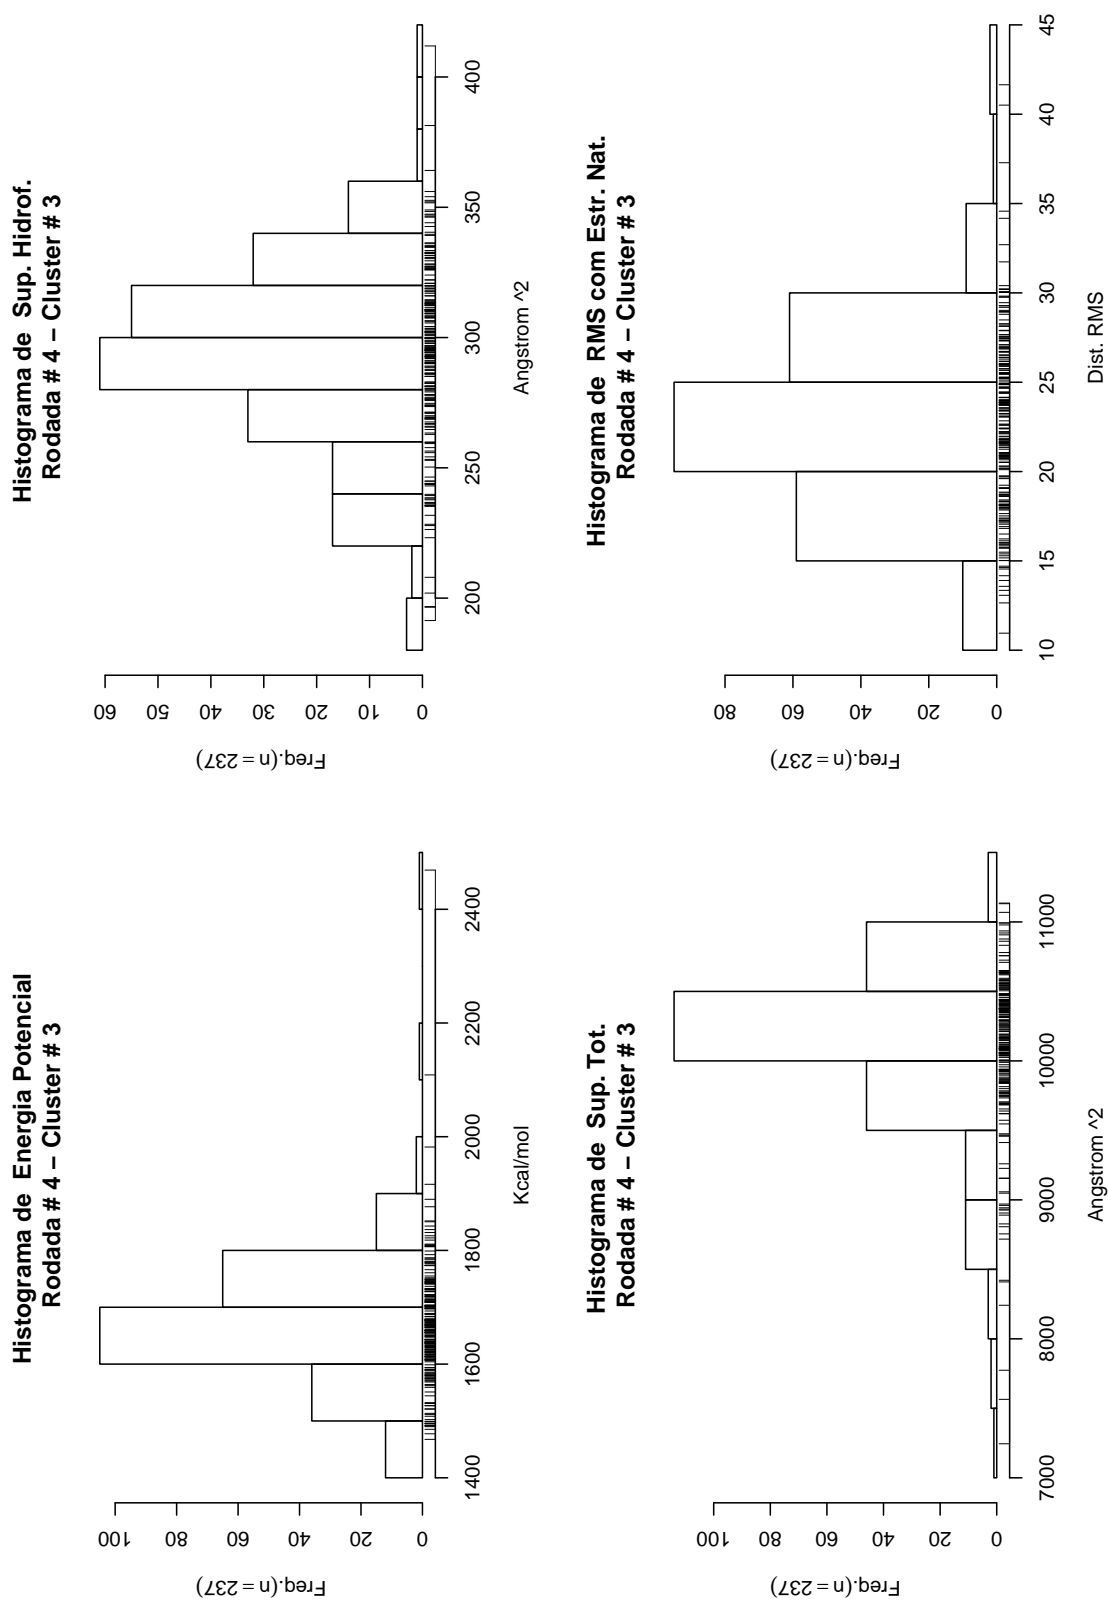 Histograma de Energia Potencial
Rodada # 4 – Cluster # 3
Freq.(n = 237)
0 20 40 60 80 100
1400 1600 1800 2000 2200 2400
Kcal/mol
Histograma de Sup. Hidrof.
Rodada # 4 – Cluster # 3
Freq.(n = 237)
0 10 20 30 40 50 60
200 250 300 350 400
Angstrom ^2
Histograma de Sup. Tot.
Rodada # 4 – Cluster # 3
Freq.(n = 237)
0 20 40 60 80 100
7000 8000 9000 10000 11000
Angstrom ^2
Histograma de RMS com Estr. Nat.
Rodada # 4 – Cluster # 3
Freq.(n = 237)
0 20 40 60 80
10 15 20 25 30 35 40 45
Dist. RMS